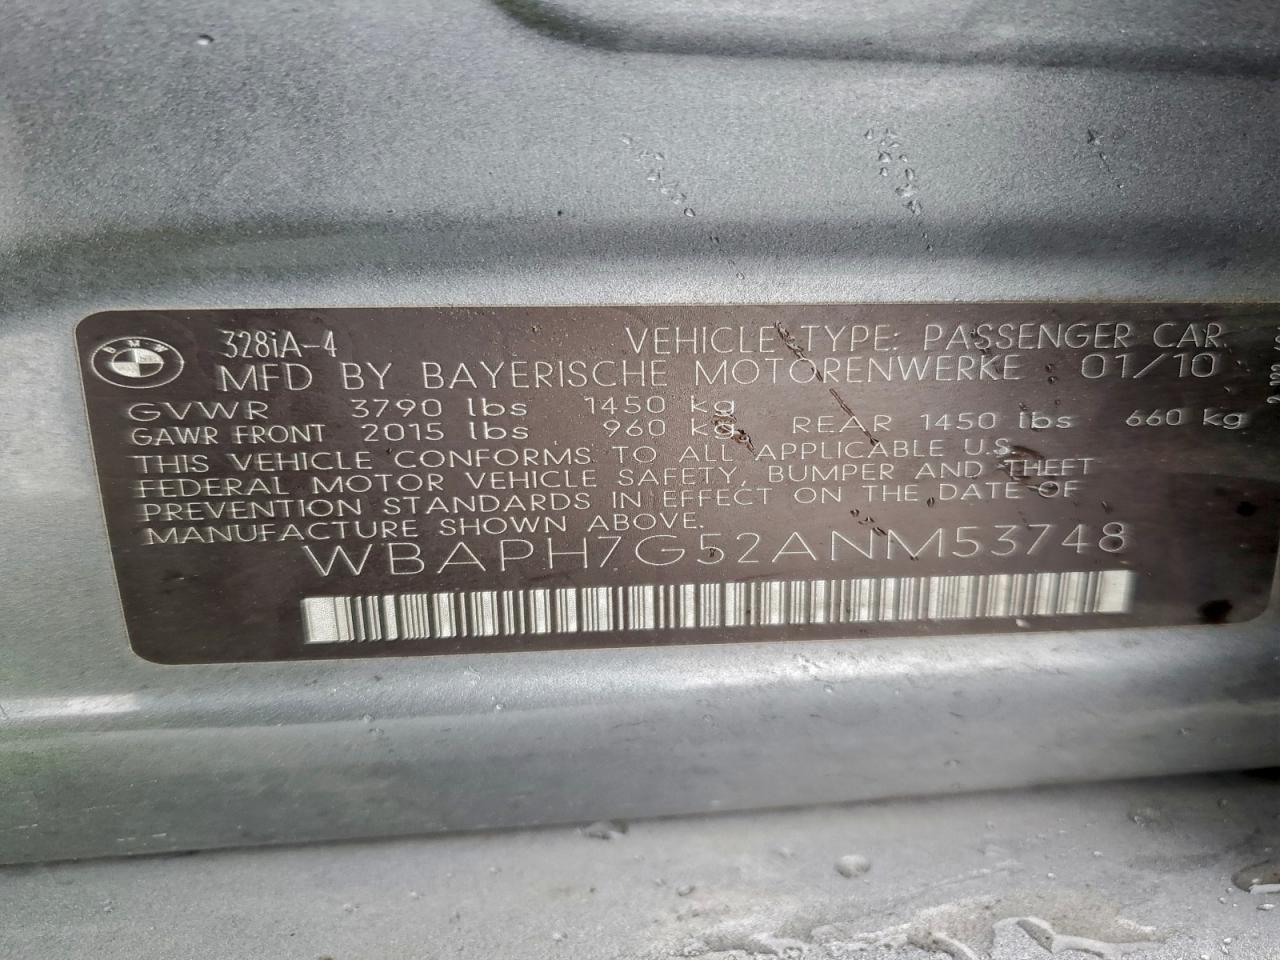 BMW
328iA-4 VEHICLE TYPE: PASSENGER CAR
MFD BY BAYERISCHE MOTORENWERKE 01/10
GVWR 3790 lbs 1450 kg
GAWR FRONT 2015 lbs 960 kg REAR 1450 lbs 660 kg
THIS VEHICLE CONFORMS TO ALL APPLICABLE U.S.
FEDERAL MOTOR VEHICLE SAFETY, BUMPER AND THEFT
PREVENTION STANDARDS IN EFFECT ON THE DATE OF
MANUFACTURE SHOWN ABOVE.
WBAPH7G52ANM53748